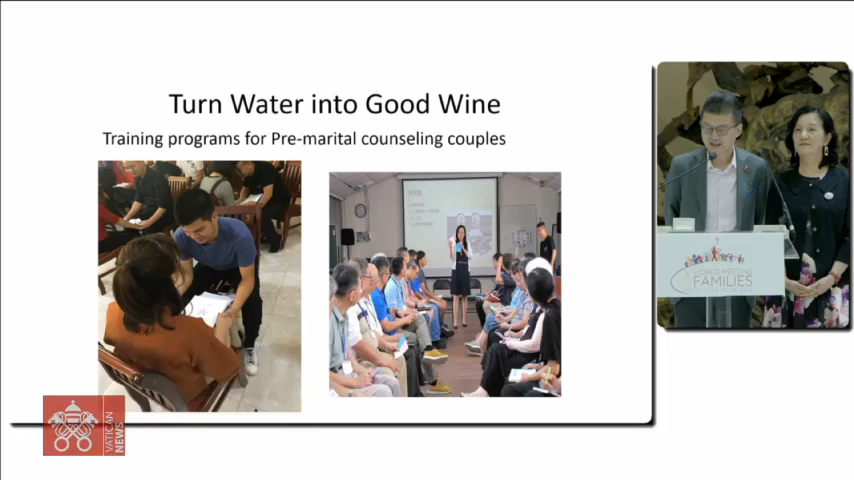 Turn Water into Good Wine
Training programs for Pre-marital counseling couples
WORLD MEETING
FAMILIES
VATICAN
NEWS